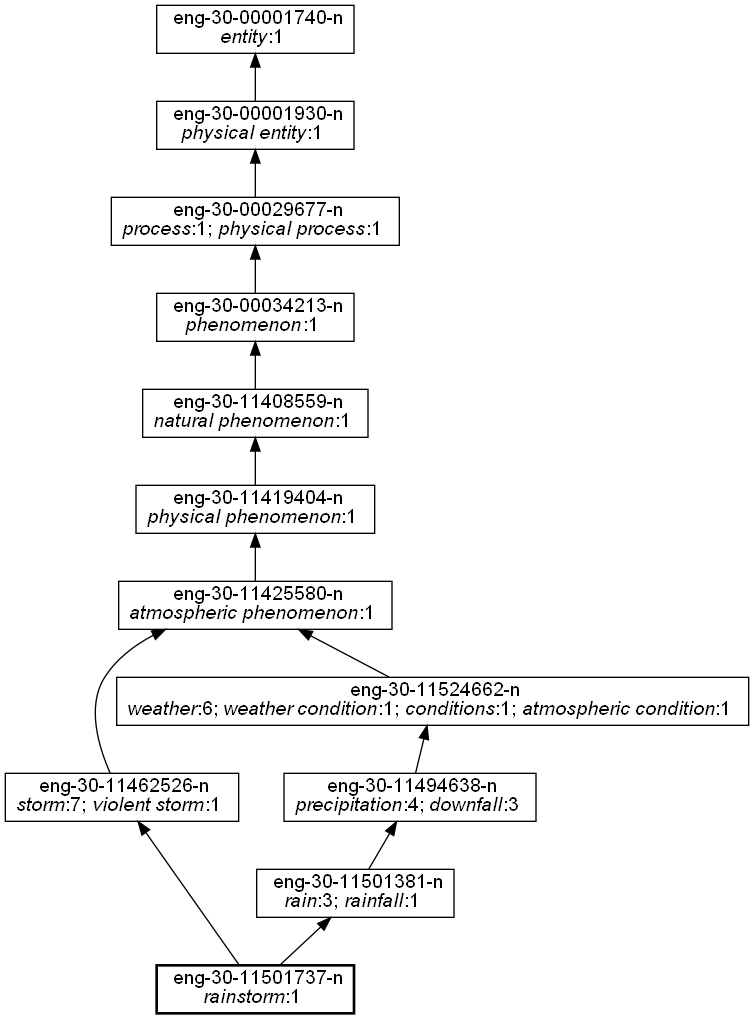 eng-30-00001740-n
entity:1
eng-30-00001930-n
physical entity:1
eng-30-00029677-n
process:1; physical process:1
eng-30-00034213-n
phenomenon:1
eng-30-11408559-n
natural phenomenon:1
eng-30-11419404-n
physical phenomenon:1
eng-30-11425580-n
atmospheric phenomenon:1
eng-30-11524662-n
weather:6; weather condition:1; conditions:1; atmospheric condition:1
eng-30-11462526-n
storm:7; violent storm:1
eng-30-11494638-n
precipitation:4; downfall:3
eng-30-11501381-n
rain:3; rainfall:1
eng-30-11501737-n
rainstorm:1